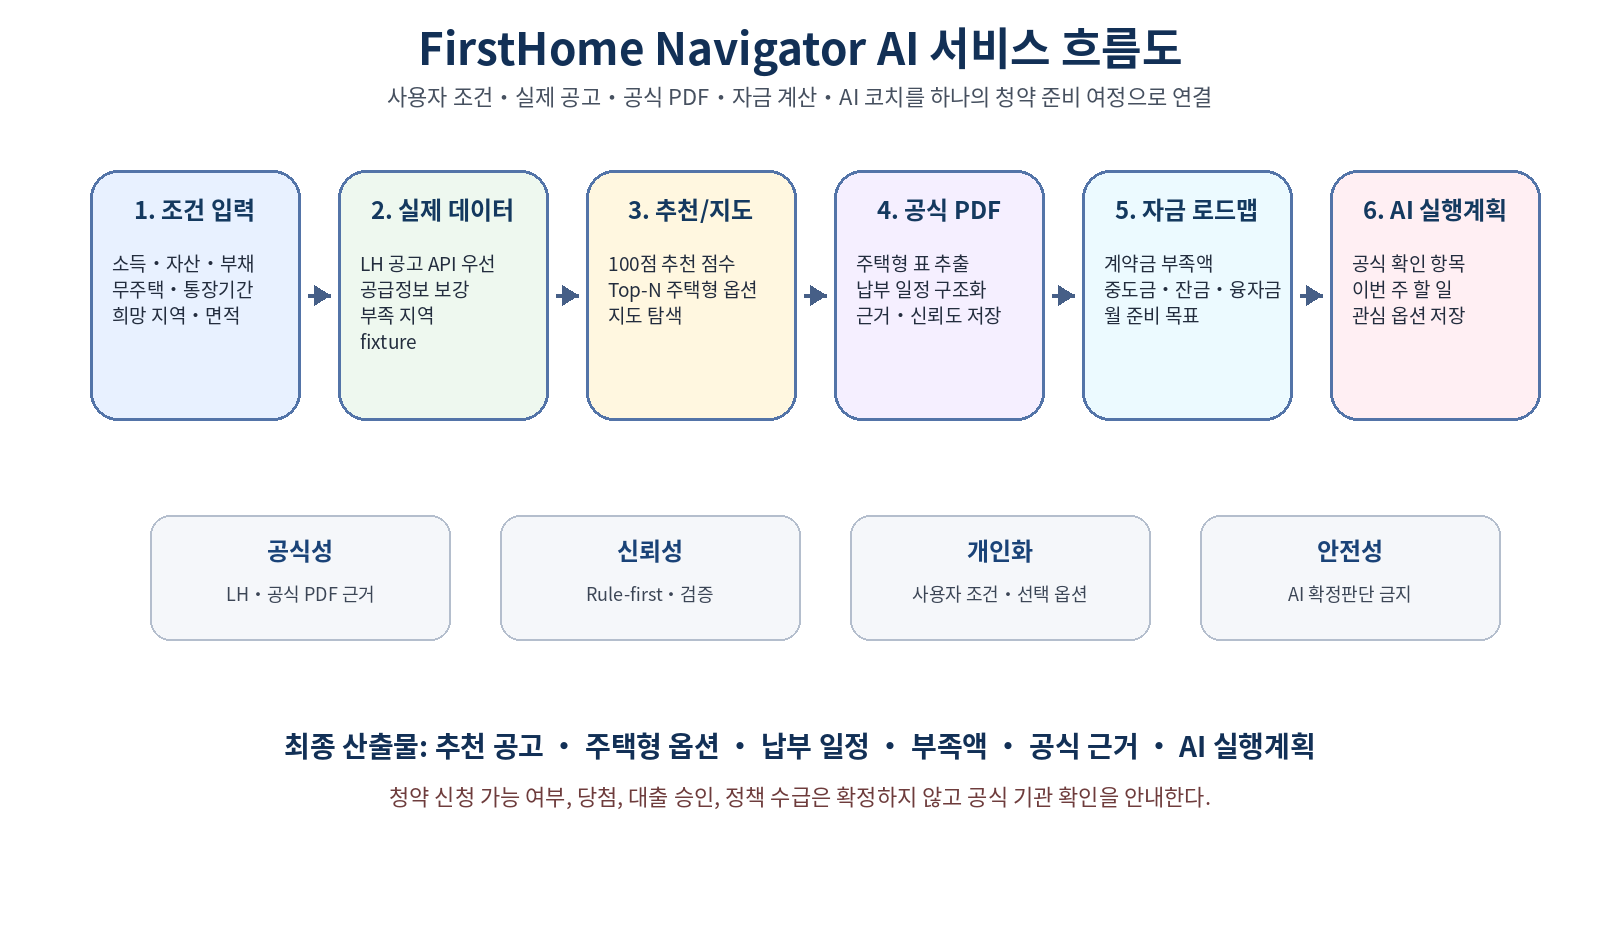 FirstHome Navigator AI 서비스 흐름도
사용자 조건 · 실제 공고 · 공식 PDF · 자금 계산 · AI 코치를 하나의 청약 준비 여정으로 연결
1. 조건 입력
소득 · 자산 · 부채
무주택 · 통장기간
희망 지역 · 면적
2. 실제 데이터
LH 공고 API 우선
공급정보 보강
부족 지역
fixture
3. 추천/지도
100점 추천 점수
Top-N 주택형 옵션
지도 탐색
4. 공식 PDF
주택형 표 추출
납부 일정 구조화
근거 · 신뢰도 저장
5. 자금 로드맵
계약금 부족액
중도금 · 잔금 · 융자금
월 준비 목표
6. AI 실행계획
공식 확인 항목
이번 주 할 일
관심 옵션 저장
공식성
LH · 공식 PDF 근거
신뢰성
Rule-first · 검증
개인화
사용자 조건 · 선택 옵션
안전성
AI 확정판단 금지
최종 산출물: 추천 공고 · 주택형 옵션 · 납부 일정 · 부족액 · 공식 근거 · AI 실행계획
청약 신청 가능 여부, 당첨, 대출 승인, 정책 수급은 확정하지 않고 공식 기관 확인을 안내한다.